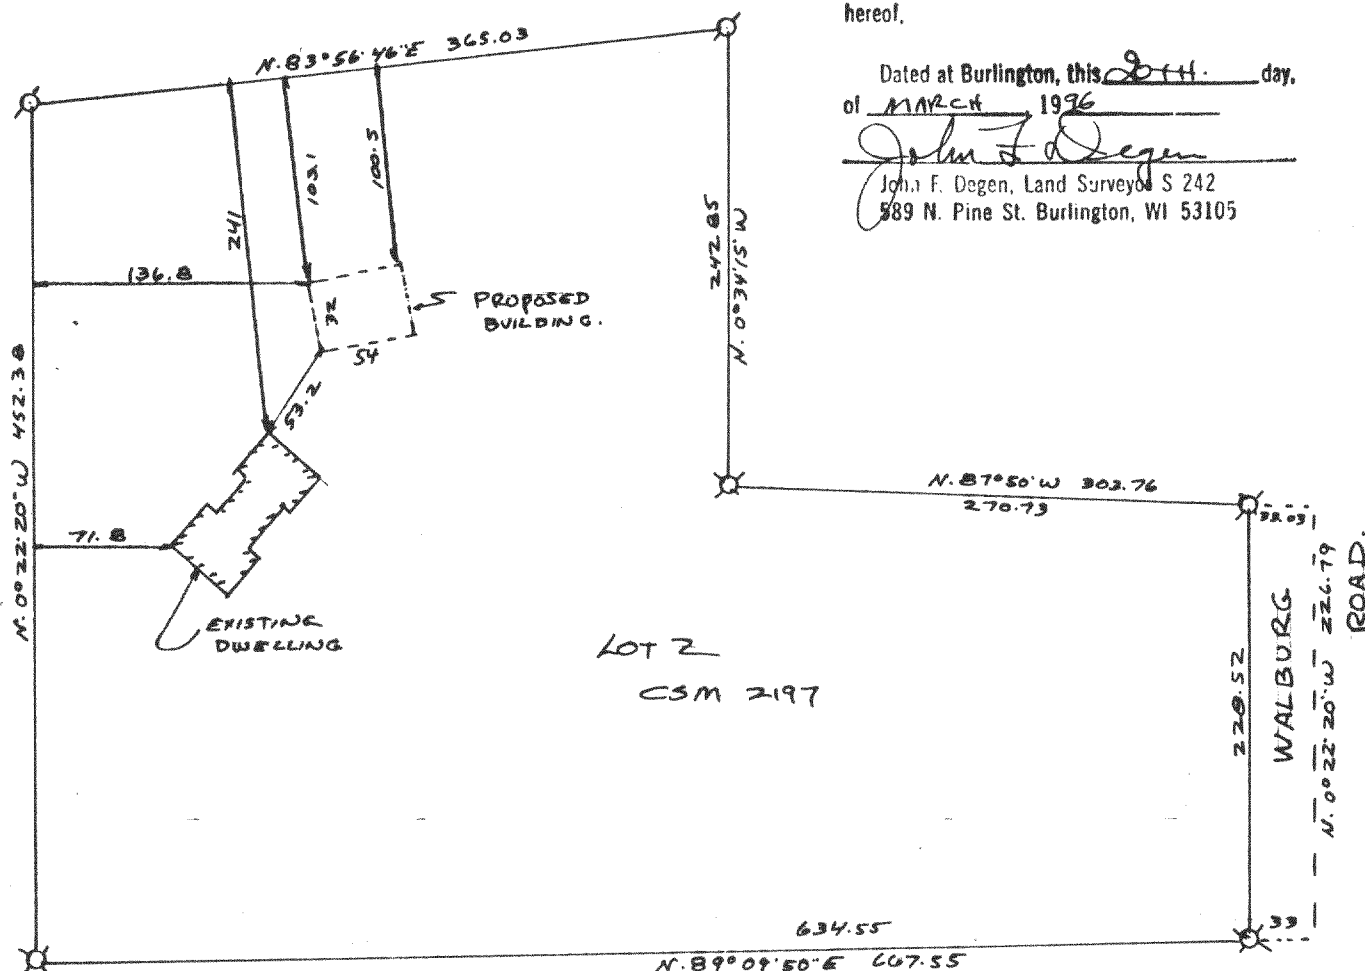 hereof.
Dated at Burlington, this 20TH. day,
of MARCH 1996
John F Degen
John F. Degen, Land Surveyor S 242
589 N. Pine St. Burlington, WI 53105
N. 83° 56' 46" E 365.03
241
103.1
100.5
136.8
32
54
PROPOSED
BUILDING.
53.2
71.8
EXISTING
DWELLING
N. 0° 22' 20" W 452.38
242.85
N. 0° 34' 15" W
N. 87° 50' W 303.76
270.73
33.03
LOT 2
CSM 2197
228.52
WALBURG
ROAD.
N. 0° 22' 20" W 226.79
33
634.55
N. 89° 09' 50" E 667.55